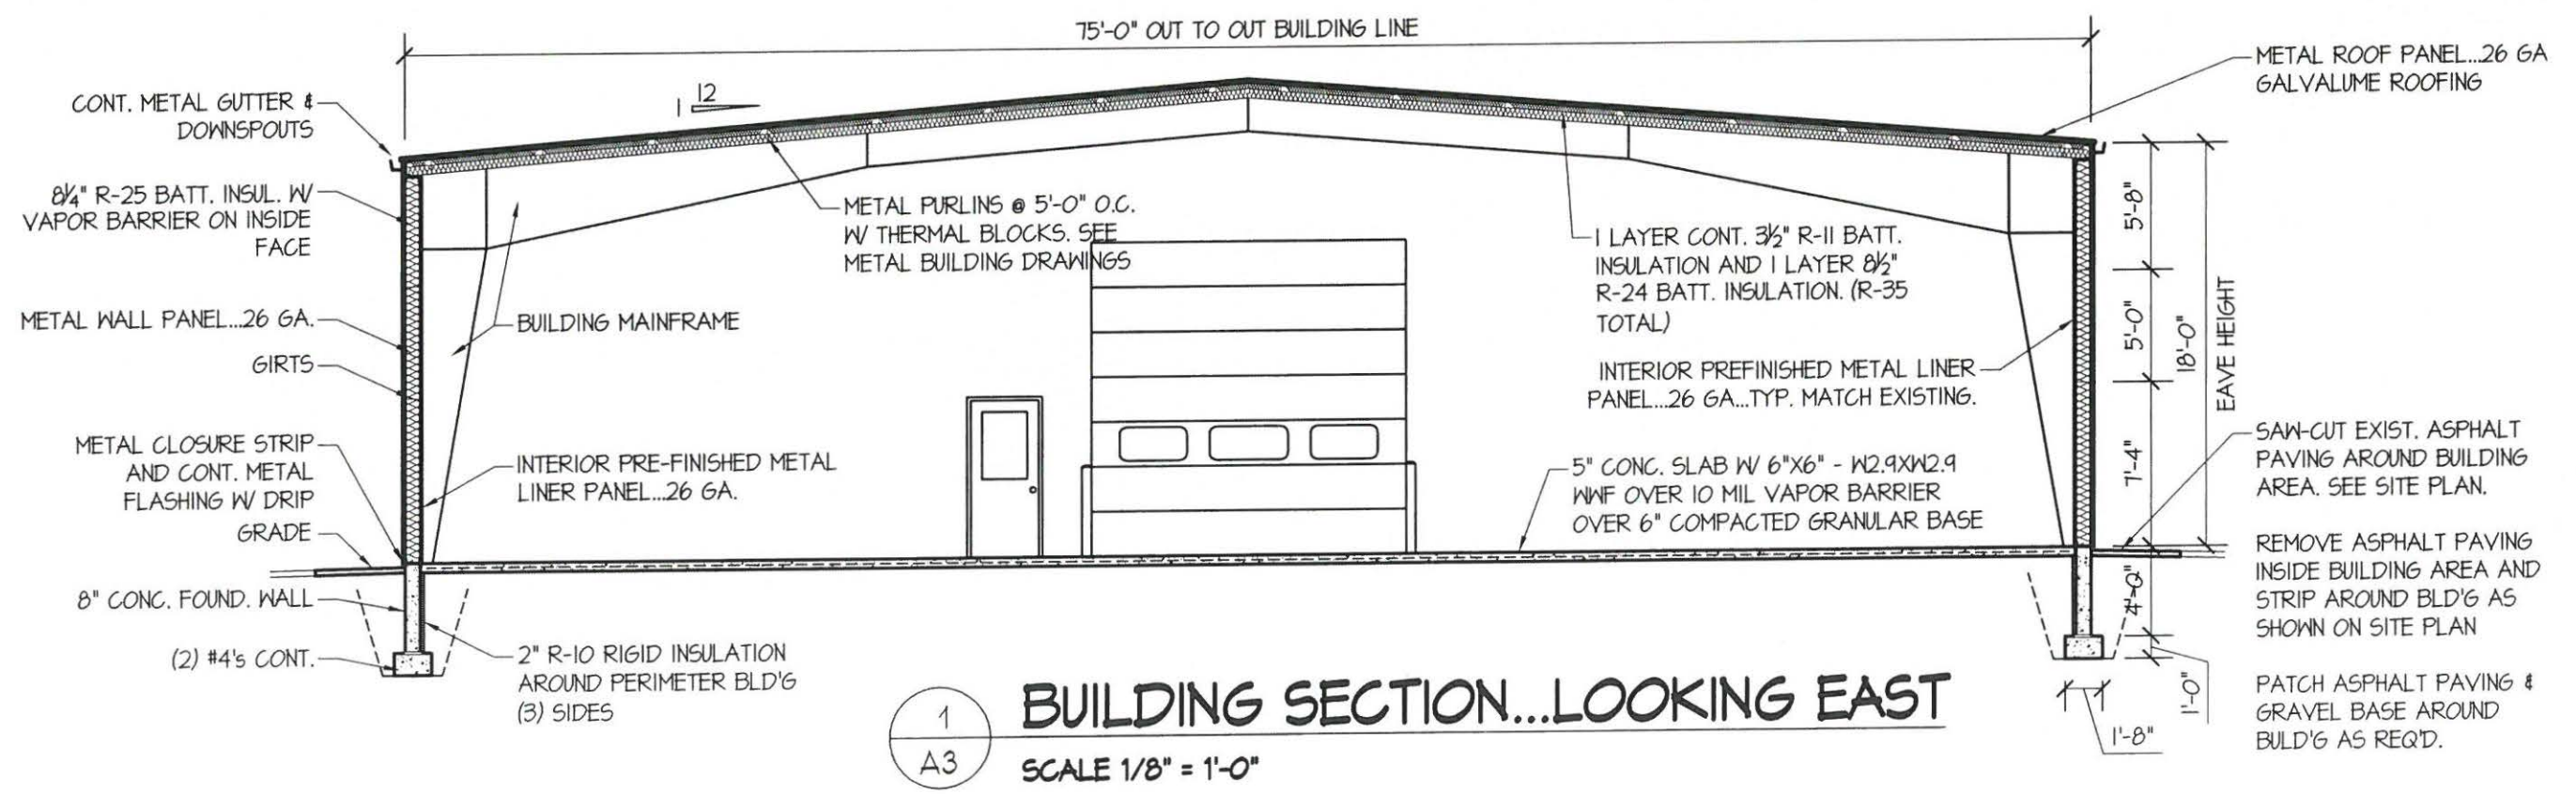 75'-0" OUT TO OUT BUILDING LINE
12
1
CONT. METAL GUTTER &
DOWNSPOUTS
8¼" R-25 BATT. INSUL. W/
VAPOR BARRIER ON INSIDE
FACE
METAL WALL PANEL...26 GA.
GIRTS
METAL CLOSURE STRIP
AND CONT. METAL
FLASHING W/ DRIP
GRADE
8" CONC. FOUND. WALL
(2) #4's CONT.
METAL PURLINS @ 5'-0" O.C.
W/ THERMAL BLOCKS. SEE
METAL BUILDING DRAWINGS
BUILDING MAINFRAME
INTERIOR PRE-FINISHED METAL
LINER PANEL...26 GA.
2" R-10 RIGID INSULATION
AROUND PERIMETER BLD'G
(3) SIDES
1 LAYER CONT. 3½" R-11 BATT.
INSULATION AND 1 LAYER 8½"
R-24 BATT. INSULATION. (R-35
TOTAL)
INTERIOR PREFINISHED METAL LINER
PANEL...26 GA...TYP. MATCH EXISTING.
5" CONC. SLAB W/ 6"X6" - W2.9XW2.9
WWF OVER 10 MIL VAPOR BARRIER
OVER 6" COMPACTED GRANULAR BASE
5'-8"
5'-0"
7'-4"
4'-0"
18'-0"
EAVE HEIGHT
1'-0"
1'-8"
METAL ROOF PANEL...26 GA
GALVALUME ROOFING
SAW-CUT EXIST. ASPHALT
PAVING AROUND BUILDING
AREA. SEE SITE PLAN.
REMOVE ASPHALT PAVING
INSIDE BUILDING AREA AND
STRIP AROUND BLD'G AS
SHOWN ON SITE PLAN
PATCH ASPHALT PAVING &
GRAVEL BASE AROUND
BULD'G AS REQ'D.
1
A3
BUILDING SECTION...LOOKING EAST
SCALE 1/8" = 1'-0"